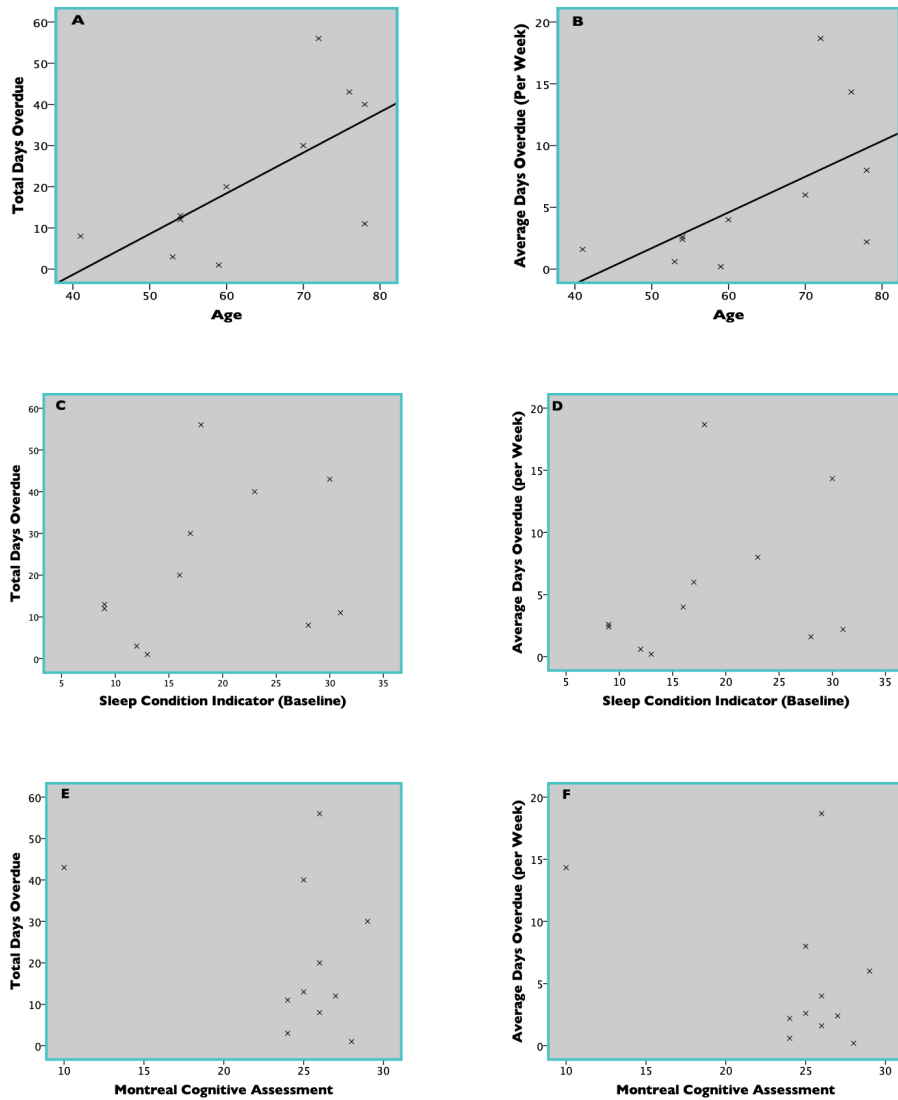 A
Total Days Overdue
60
50
40
30
20
10
0
40 50 60 70 80
Age
B
Average Days Overdue (Per Week)
20
15
10
5
0
40 50 60 70 80
Age
C
Total Days Overdue
60
50
40
30
20
10
0
5 10 15 20 25 30 35
Sleep Condition Indicator (Baseline)
D
Average Days Overdue (per Week)
20
15
10
5
0
5 10 15 20 25 30 35
Sleep Condition Indicator (Baseline)
E
Total Days Overdue
60
50
40
30
20
10
0
10 15 20 25 30
Montreal Cognitive Assessment
F
Average Days Overdue (per Week)
20
15
10
5
0
10 15 20 25 30
Montreal Cognitive Assessment